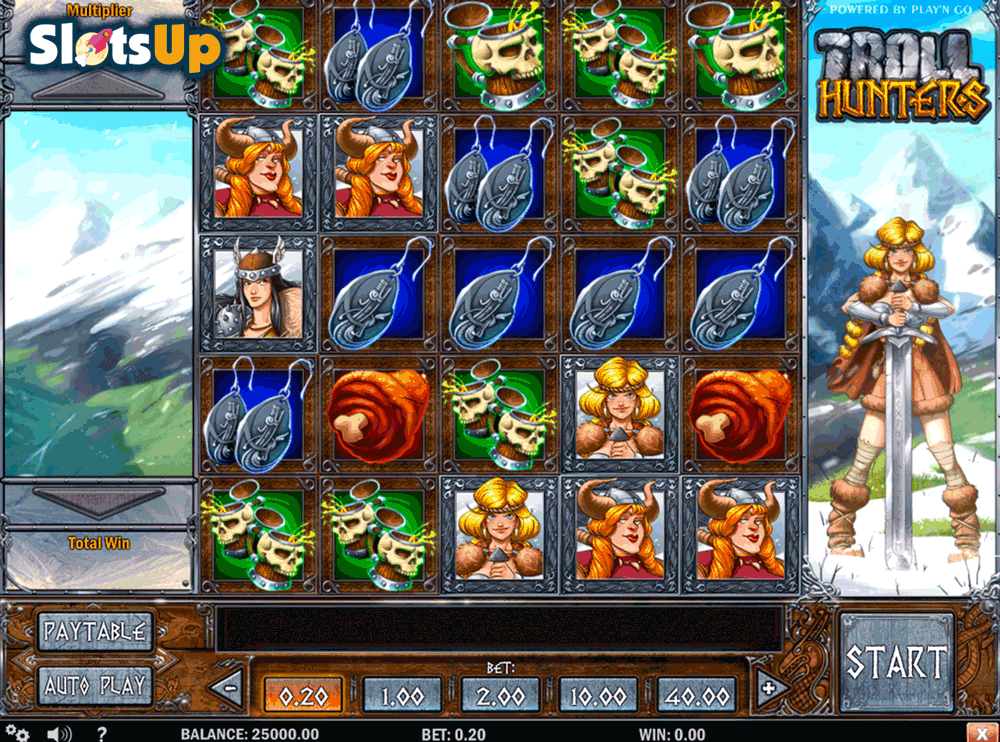 Multiplier
SlotsUp
POWERED BY PLAY'N GO
TROLL
HUNTERS
Total Win
PAYTABLE
AUTO PLAY
BET:
-
0.20
1.00
2.00
10.00
40.00
+
START
?
BALANCE: 25000.00
BET: 0.20
WIN: 0.00
X